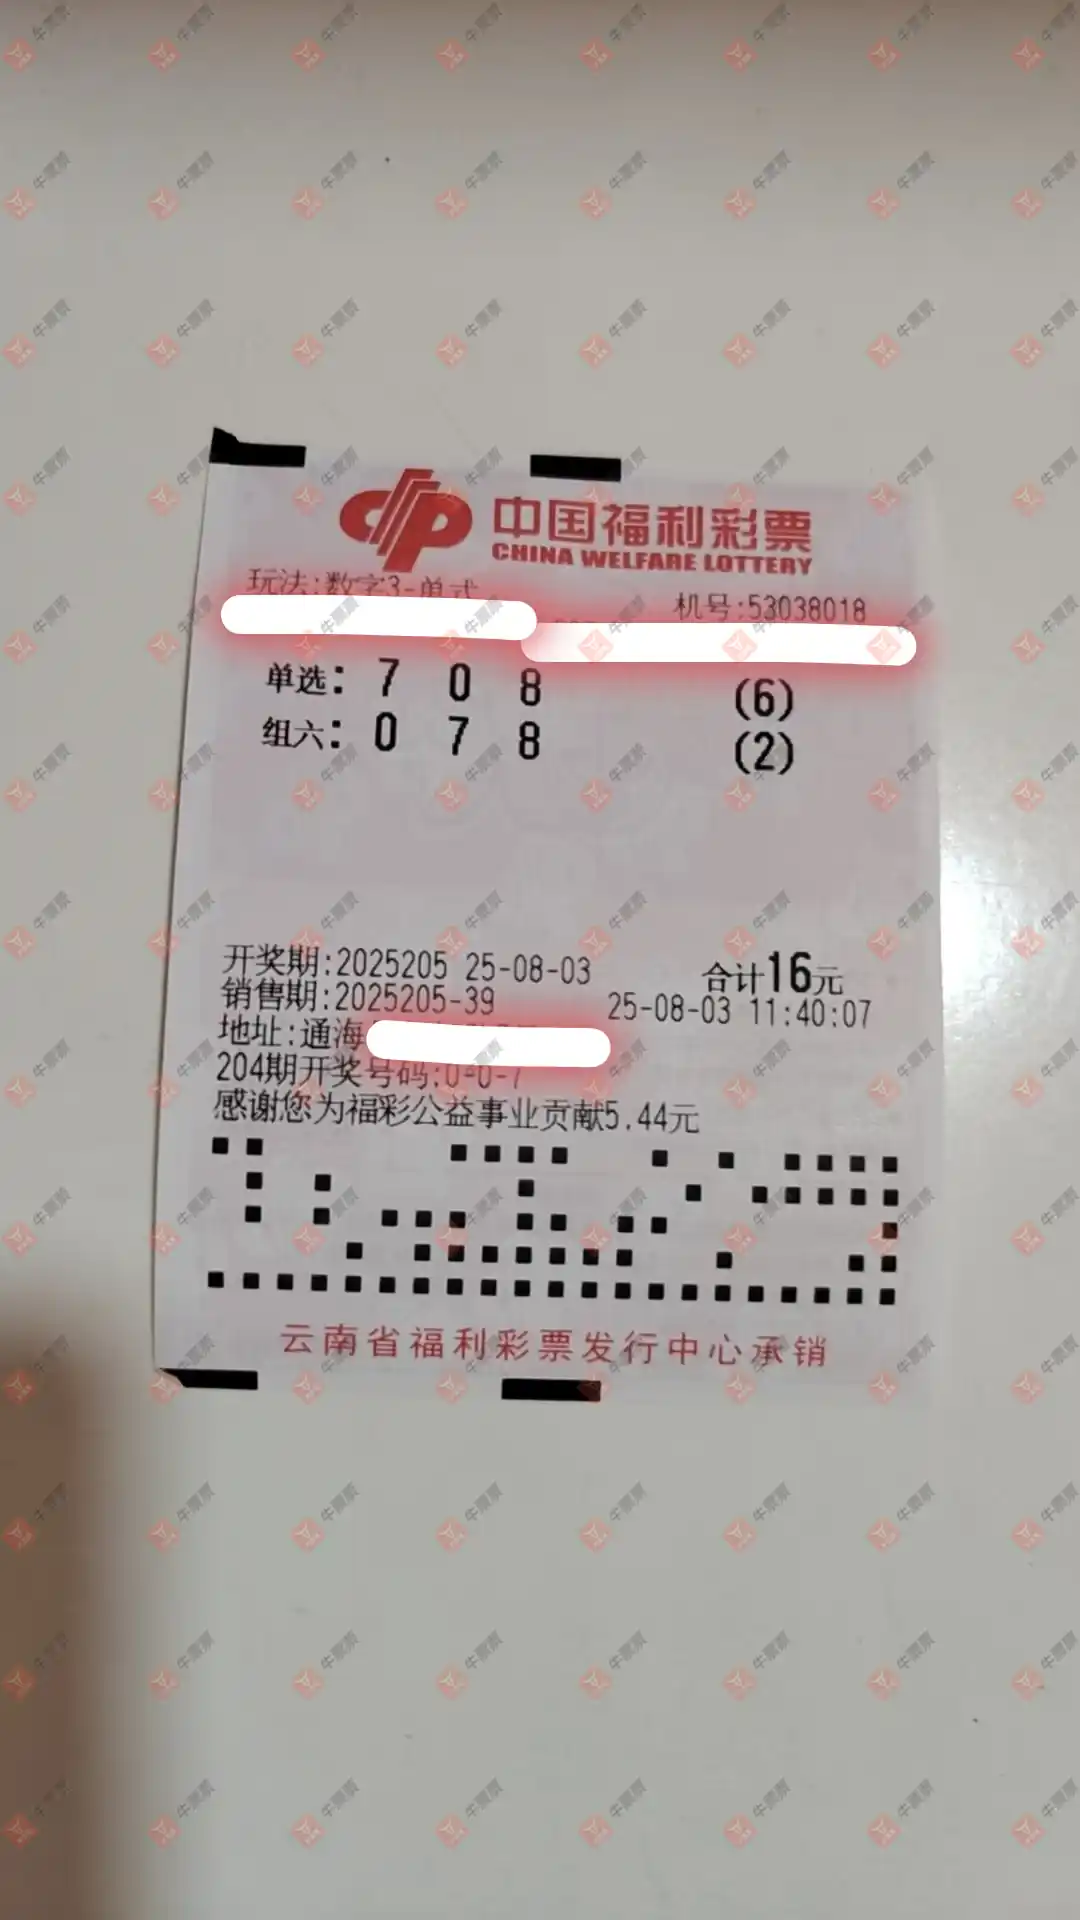 中国福利彩票
CHINA WELFARE LOTTERY
玩法:数字3-单式
机号:53038018
单选: 7 0 8 (6)
组六: 0 7 8 (2)
开奖期:2025205 25-08-03 合计16元
销售期:2025205-39 25-08-03 11:40:07
地址:通海
204期开奖号码:0-0-7
感谢您为福彩公益事业贡献5.44元
云南省福利彩票发行中心承销
牛票票